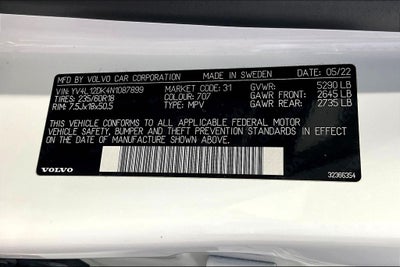 MFD BY VOLVO CAR CORPORATION MADE IN SWEDEN DATE: 05/22
VIN: YV4L12DK4N1087899 MARKET CODE: 31 GVWR: 5290 LB
TIRES: 235/60R18 COLOUR: 707 GAWR FRONT: 2645 LB
RIM: 7.5Jx18x50.5 TYPE: MPV GAWR REAR: 2735 LB
THIS VEHICLE CONFORMS TO ALL APPLICABLE FEDERAL MOTOR
VEHICLE SAFETY, BUMPER AND THEFT PREVENTION STANDARDS IN EFFECT
ON THE DATE OF MANUFACTURE SHOWN ABOVE.
VOLVO 32366354